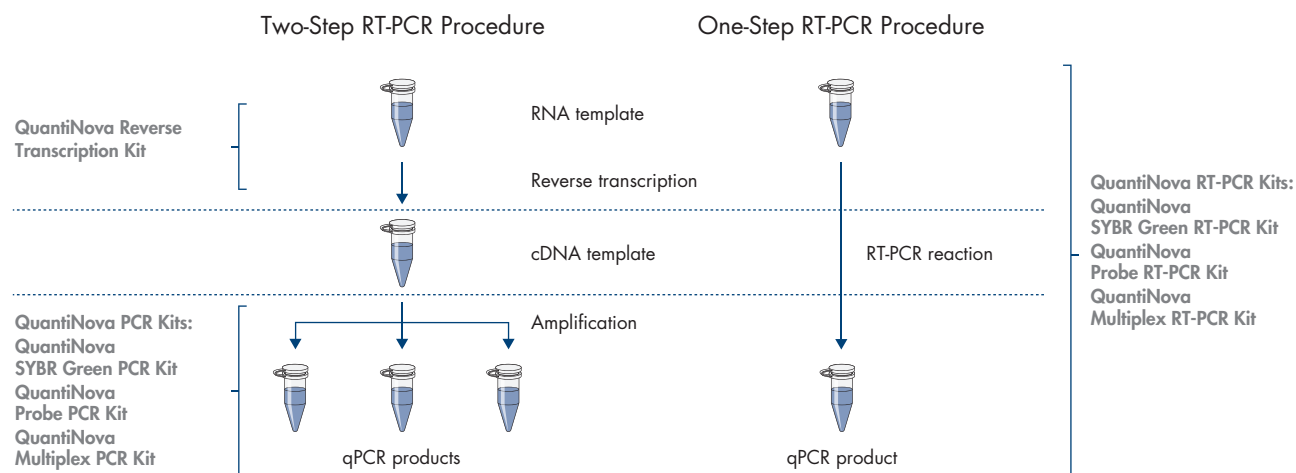 Two-Step RT-PCR Procedure
One-Step RT-PCR Procedure
QuantiNova Reverse
Transcription Kit
RNA template
Reverse transcription
cDNA template
RT-PCR reaction
QuantiNova RT-PCR Kits:
QuantiNova
SYBR Green RT-PCR Kit
QuantiNova
Probe RT-PCR Kit
QuantiNova
Multiplex RT-PCR Kit
QuantiNova PCR Kits:
QuantiNova
SYBR Green PCR Kit
QuantiNova
Probe PCR Kit
QuantiNova
Multiplex PCR Kit
Amplification
qPCR products
qPCR product